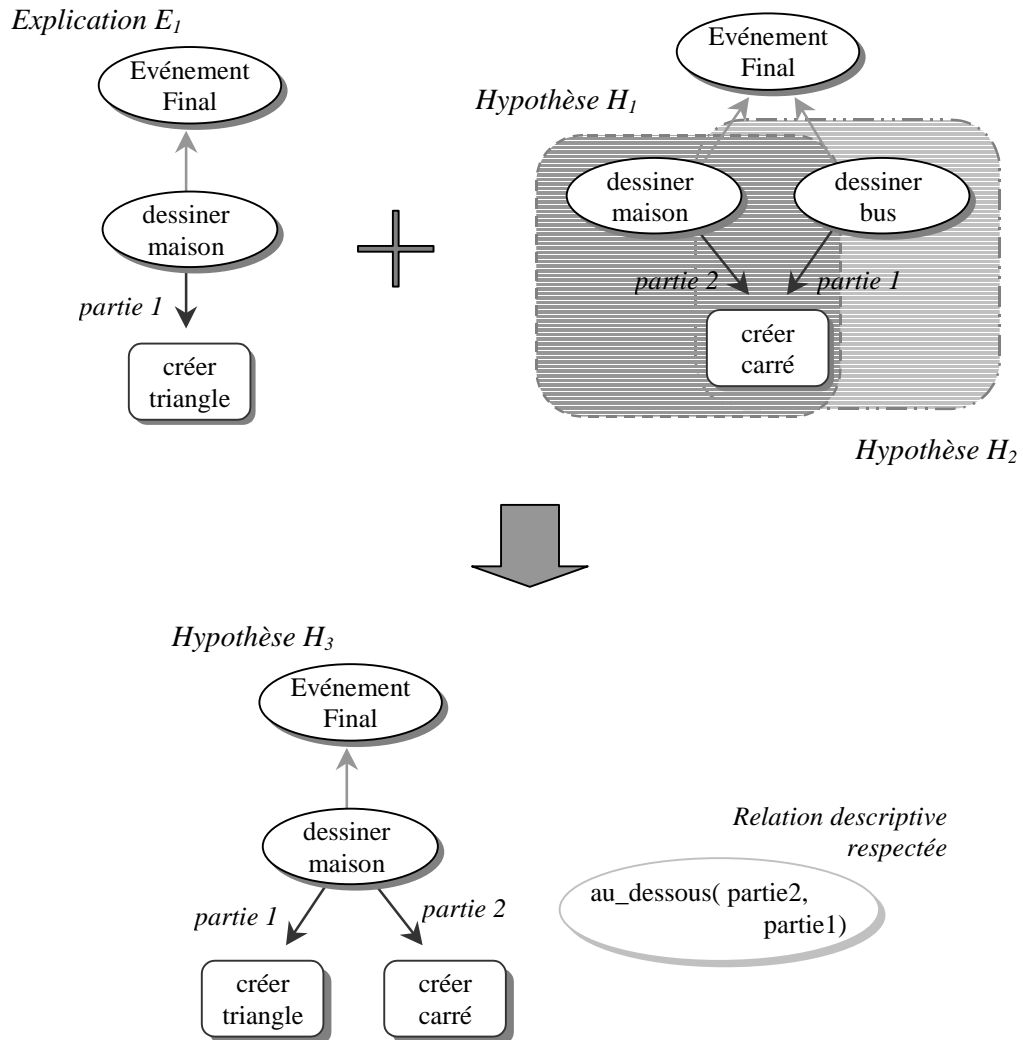 Explication E1
Evénement
Final
dessiner
maison
partie 1
créer
triangle
Evénement
Final
Hypothèse H1
dessiner
maison
dessiner
bus
partie 2
partie 1
créer
carré
Hypothèse H2
Hypothèse H3
Evénement
Final
dessiner
maison
partie 1
partie 2
créer
triangle
créer
carré
Relation descriptive
respectée
au_dessous( partie2,
partie1)